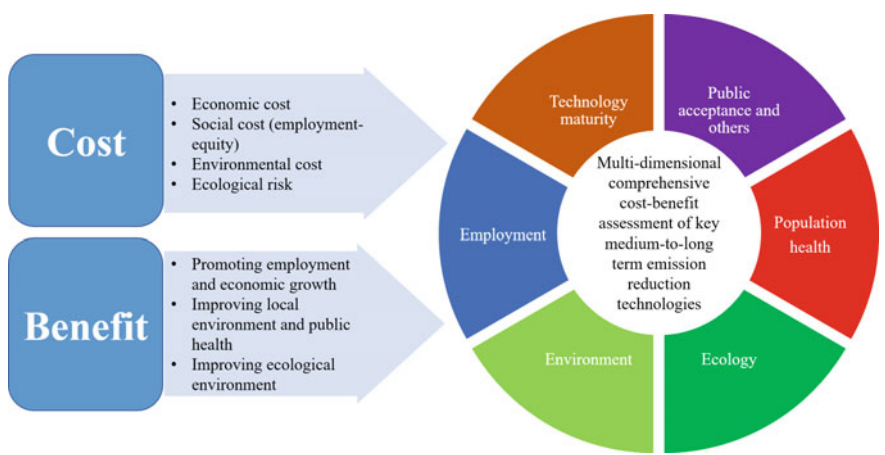 Cost
• Economic cost
• Social cost (employment-
equity)
• Environmental cost
• Ecological risk
Benefit
• Promoting employment
and economic growth
• Improving local
environment and public
health
• Improving ecological
environment
Technology
maturity
Public
acceptance and
others
Employment
Multi-dimensional
comprehensive
cost-benefit
assessment of key
medium-to-long
term emission
reduction
technologies
Population
health
Environment
Ecology